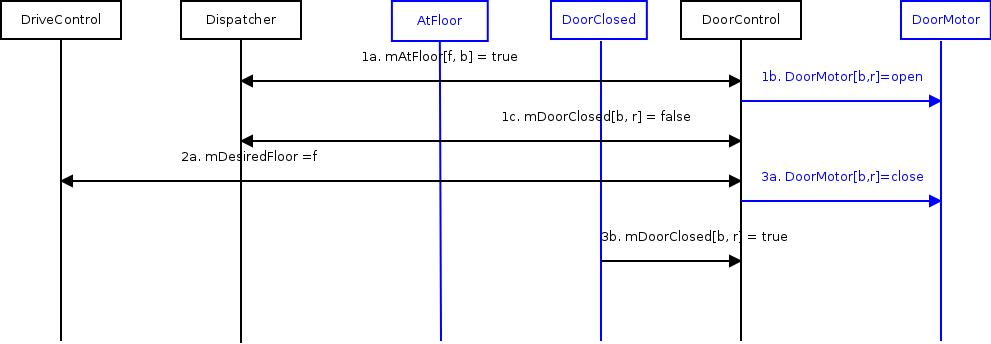 DriveControl
Dispatcher
AtFloor
DoorClosed
DoorControl
DoorMotor
1a. mAtFloor[f, b] = true
1b. DoorMotor[b,r]=open
1c. mDoorClosed[b, r] = false
2a. mDesiredFloor =f
3a. DoorMotor[b,r]=close
3b. mDoorClosed[b, r] = true